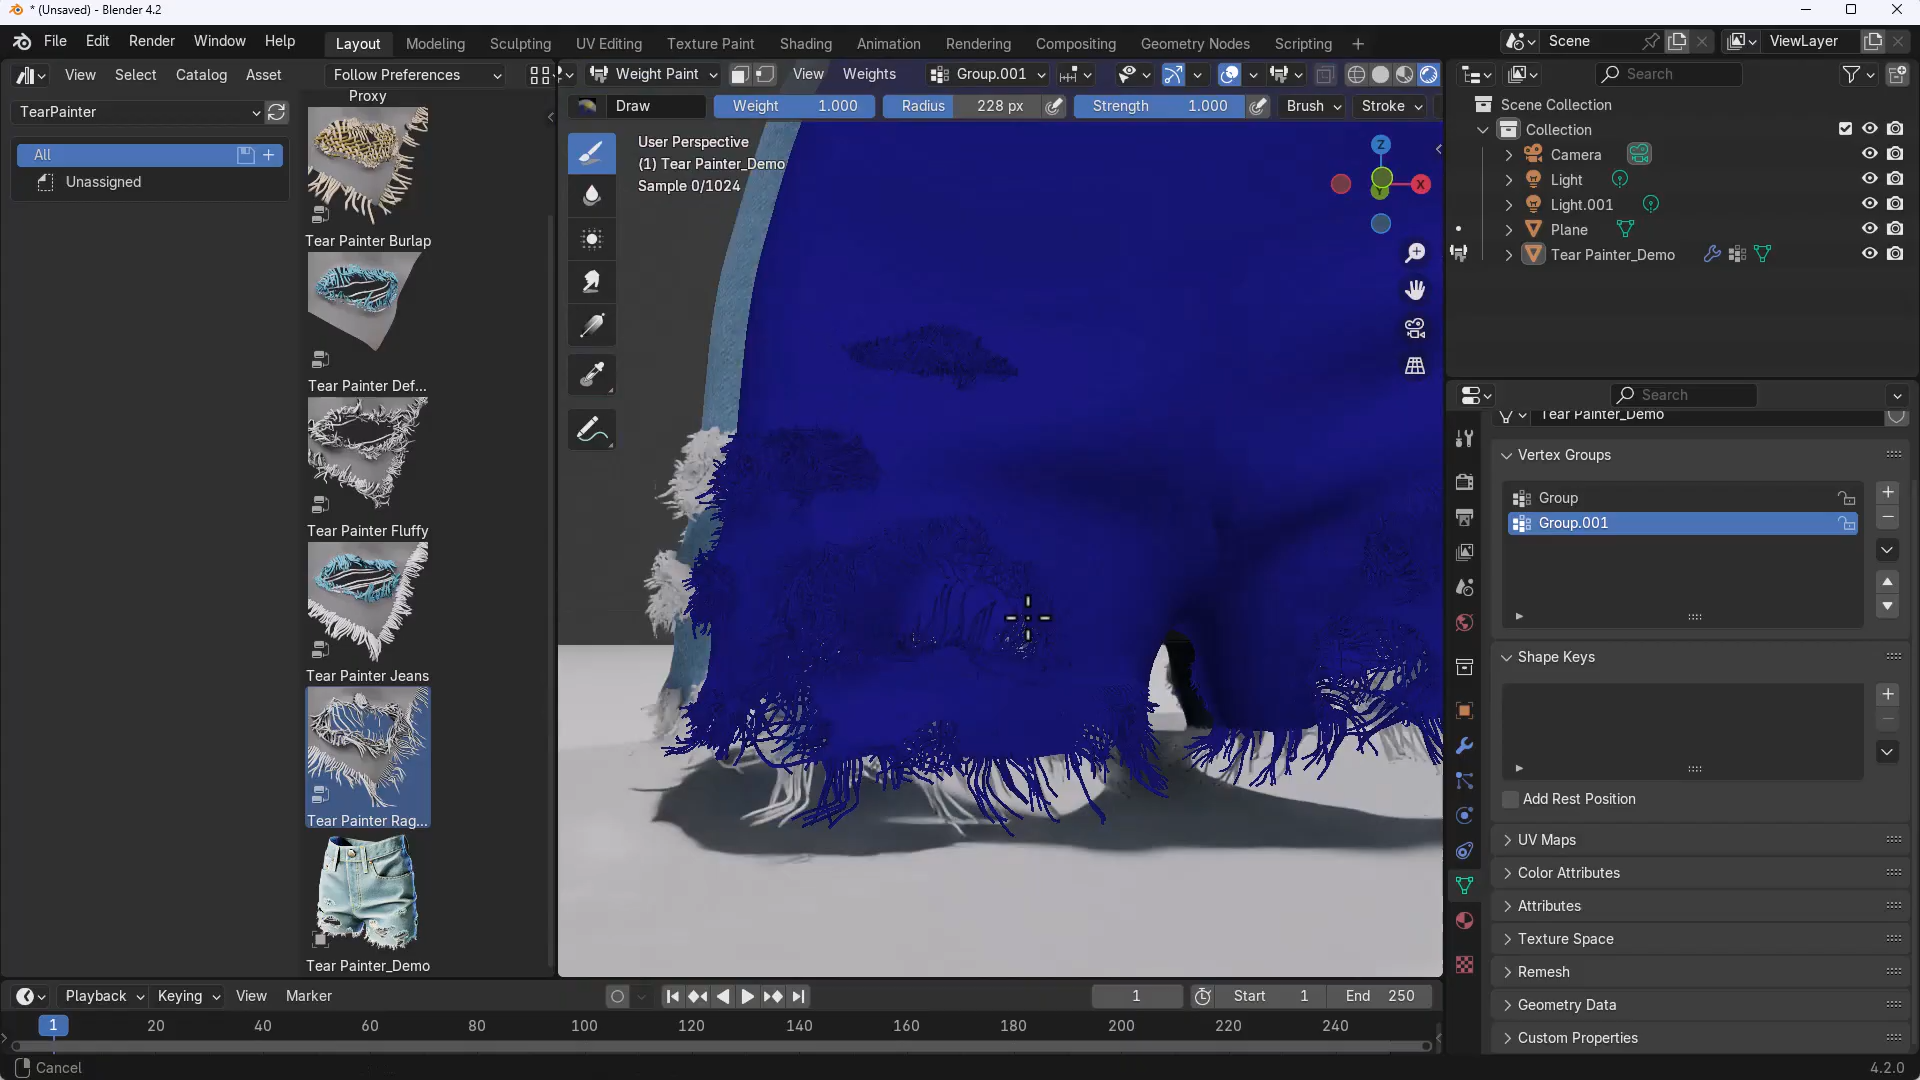 * (Unsaved) - Blender 4.2
File Edit Render Window Help
Layout Modeling Sculpting UV Editing Texture Paint Shading Animation Rendering Compositing Geometry Nodes Scripting
Scene
ViewLayer
View Select Catalog Asset
Follow Preferences
Weight Paint
View Weights
Group.001
Search
TearPainter
Draw
Weight 1.000
Radius 228 px
Strength 1.000
Brush
Stroke
All
Unassigned
Proxy
Tear Painter Burlap
Tear Painter Def...
Tear Painter Fluffy
Tear Painter Jeans
Tear Painter Rag...
Tear Painter_Demo
User Perspective
(1) Tear Painter_Demo
Sample 0/1024
Z
X
Y
Scene Collection
Collection
Camera
Light
Light.001
Plane
Tear Painter_Demo
Search
Tear Painter_Demo
Vertex Groups
Group
Group.001
Shape Keys
Add Rest Position
UV Maps
Color Attributes
Attributes
Texture Space
Remesh
Geometry Data
Custom Properties
Playback Keying View Marker
1
Start 1
End 250
1 20 40 60 80 100 120 140 160 180 200 220 240
Cancel
4.2.0